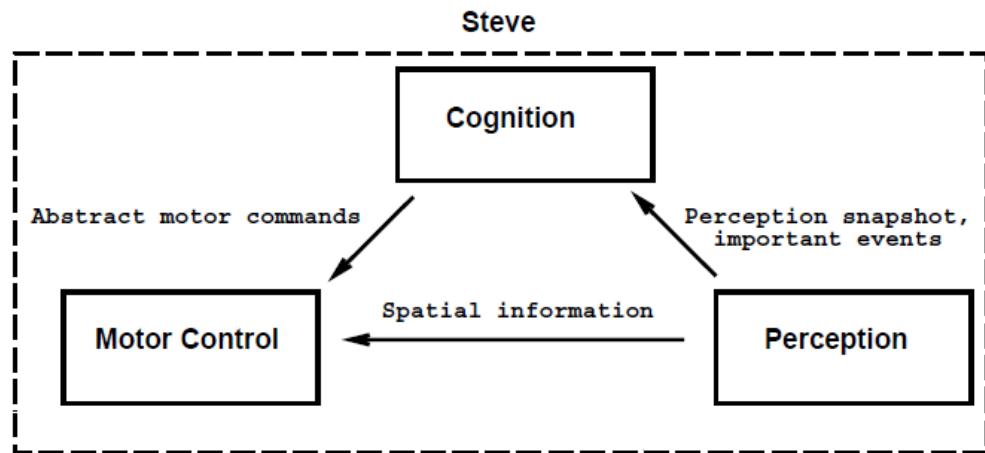 Steve
Cognition
Abstract motor commands
Perception snapshot,
important events
Spatial information
Motor Control
Perception